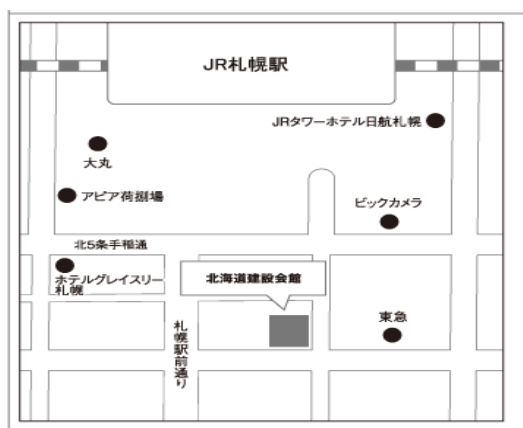 JR札幌駅
JRタワーホテル日航札幌
大丸
アピア荷捌場
ビックカメラ
北5条手稲通
ホテルグレイスリー
札幌
北海道建設会館
東急
札幌駅前通り